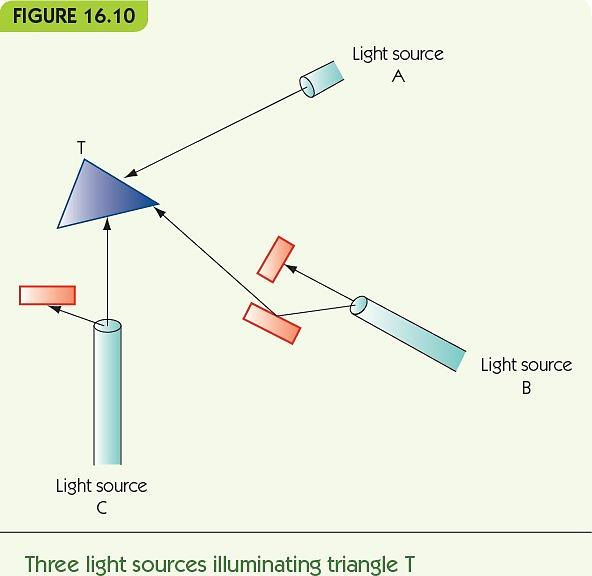 FIGURE 16.10
Light source
A
T
Light source
B
Light source
C
Three light sources illuminating triangle T